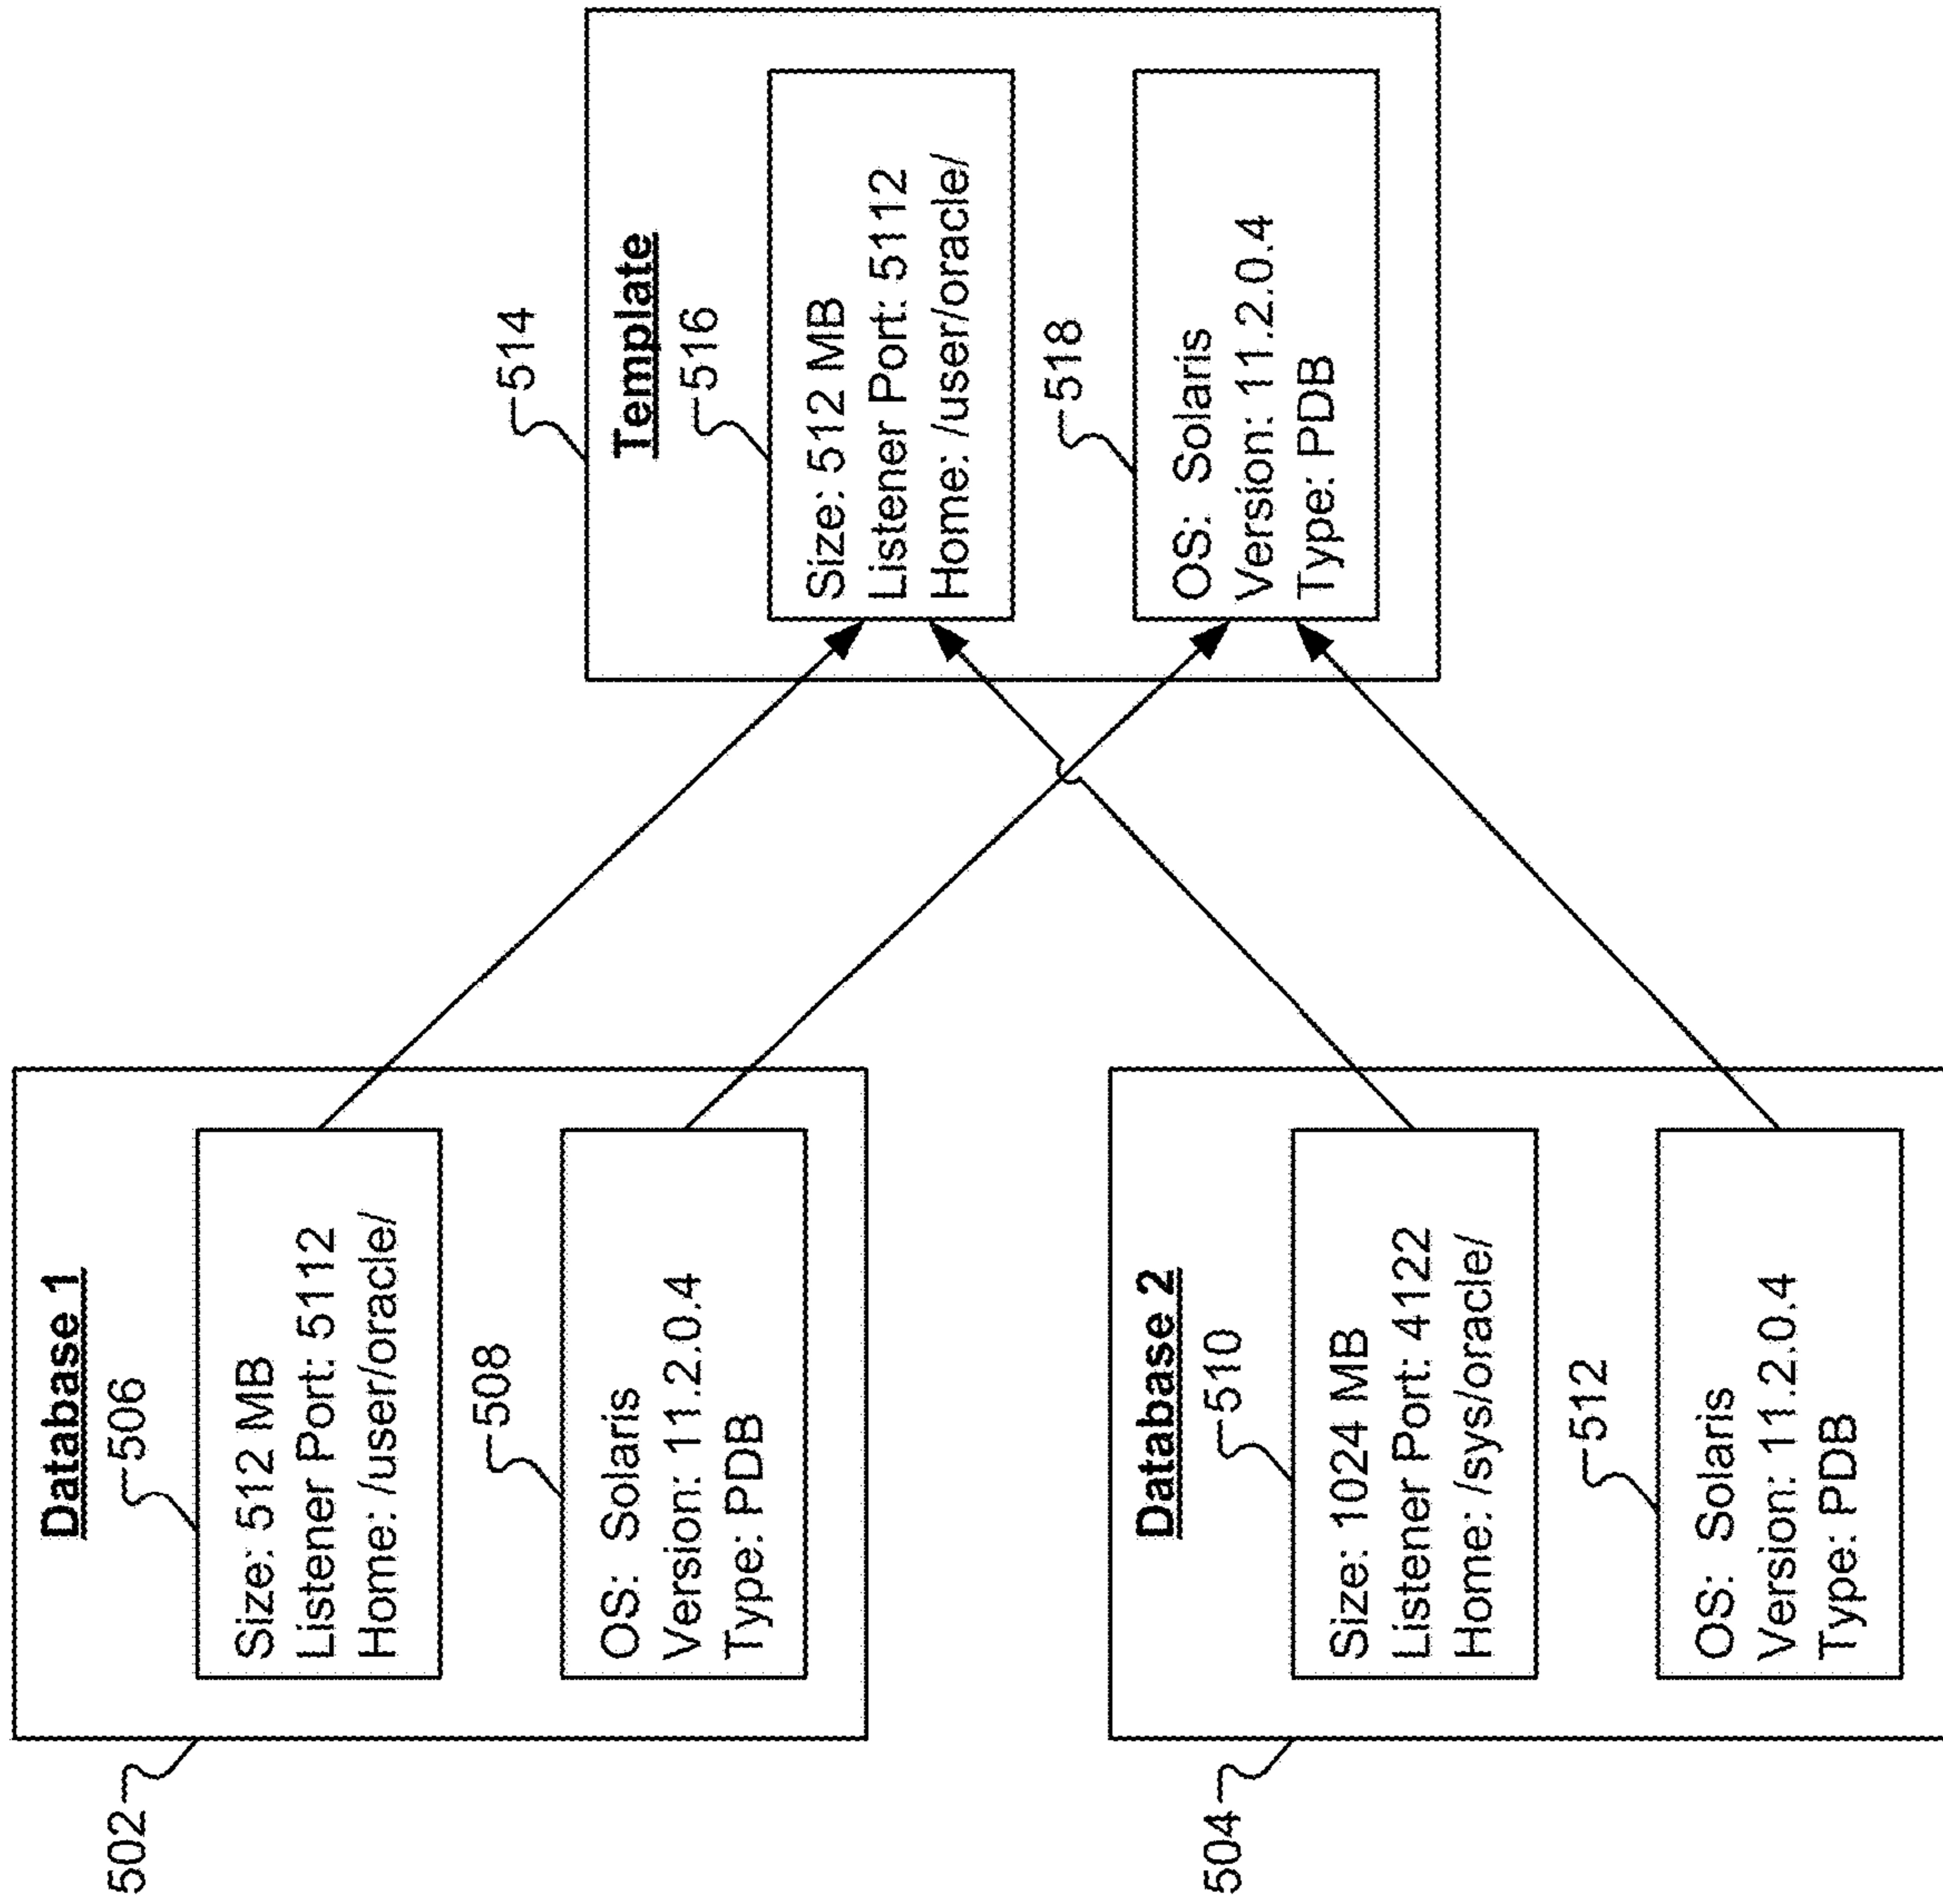 502
Database 1
506
Size: 512 MB
Listener Port: 5112
Home: /user/oracle/
508
OS: Solaris
Version: 11.2.0.4
Type: PDB
504
Database 2
510
Size: 1024 MB
Listener Port: 4122
Home: /sys/oracle/
512
OS: Solaris
Version: 11.2.0.4
Type: PDB
514
Template
516
Size: 512 MB
Listener Port: 5112
Home: /user/oracle/
518
OS: Solaris
Version: 11.2.0.4
Type: PDB